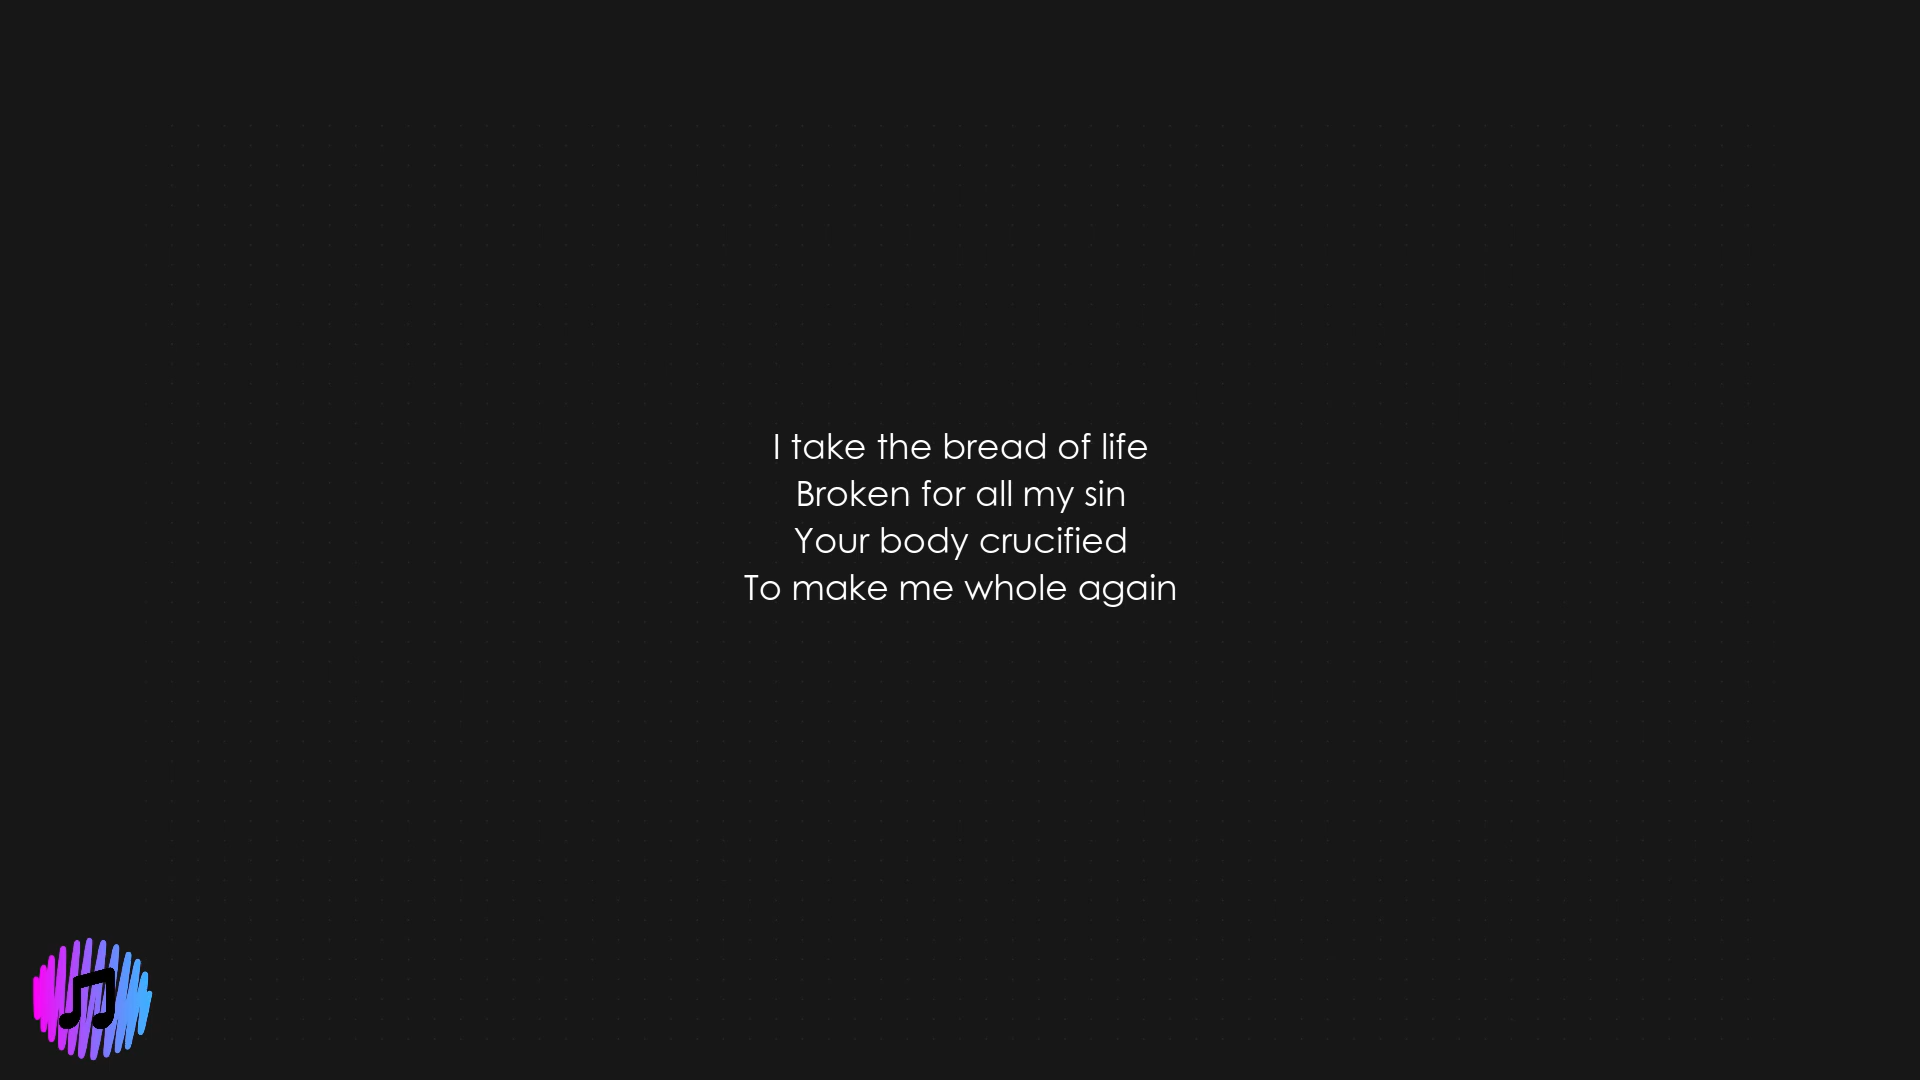 I take the bread of life
Broken for all my sin
Your body crucified
To make me whole again